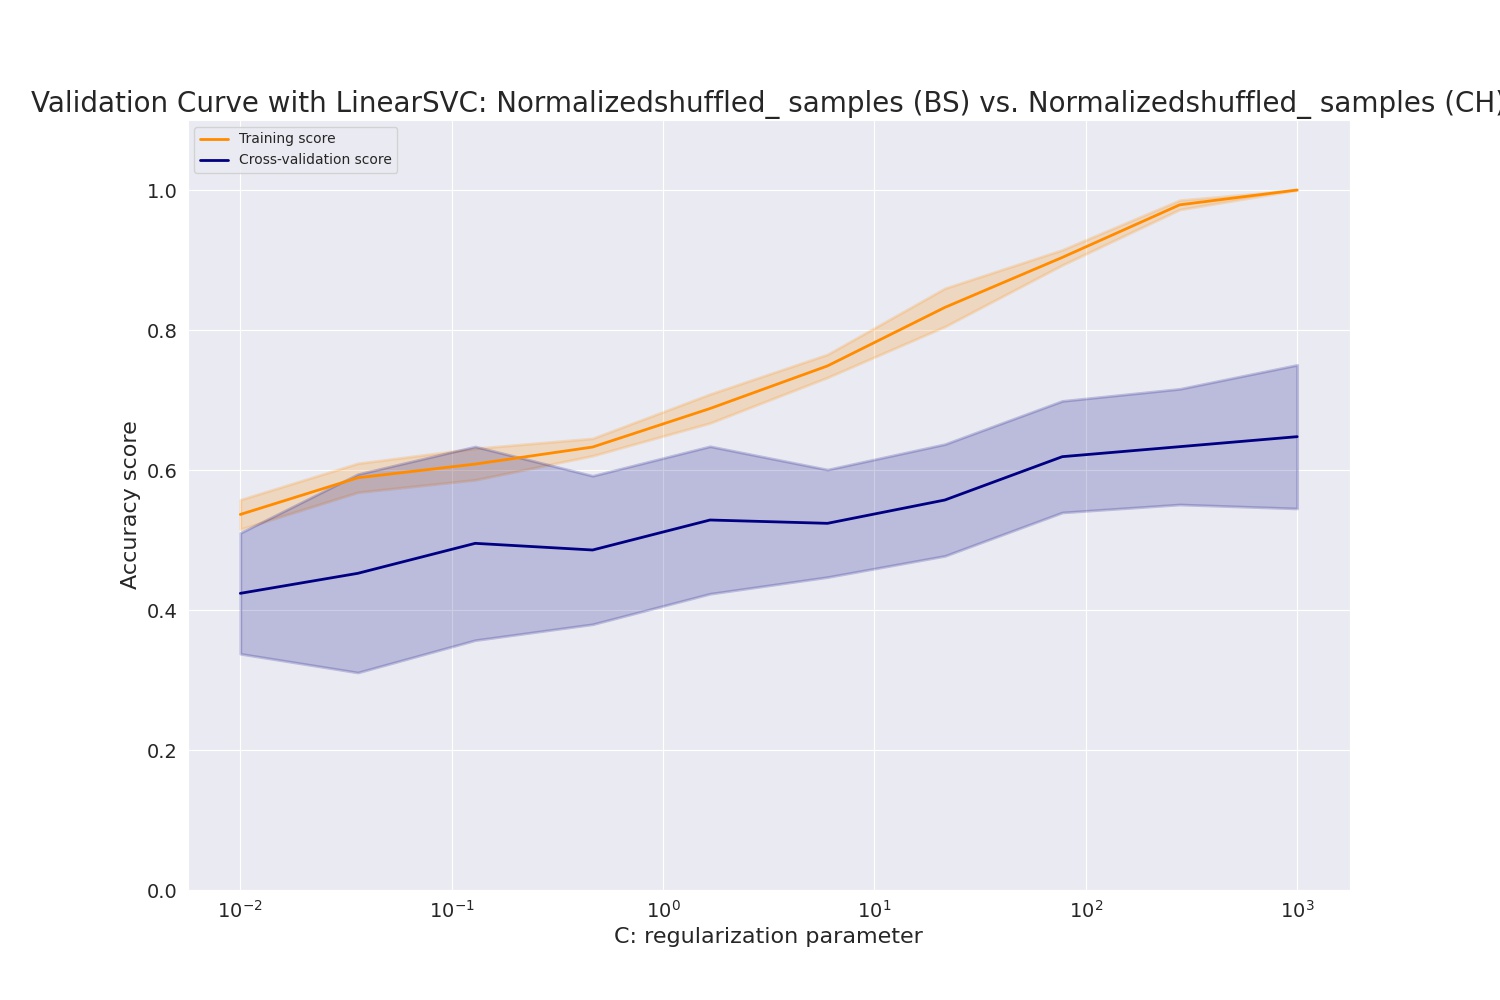 Validation Curve with LinearSVC: Normalizedshuffled_ samples (BS) vs. Normalizedshuffled_ samples (CH)
Training score
Cross-validation score
1.0
0.8
0.6
0.4
0.2
0.0
Accuracy score
10⁻² 10⁻¹ 10⁰ 10¹ 10² 10³
C: regularization parameter